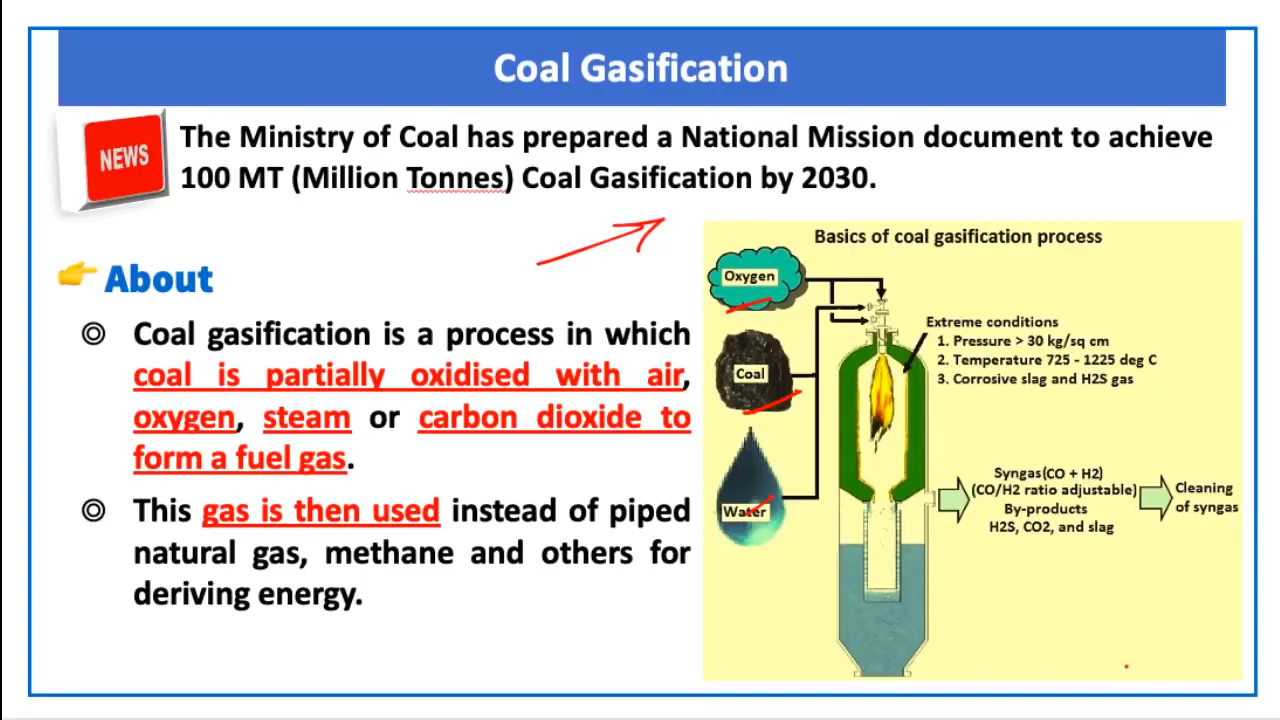 Coal Gasification
NEWS
The Ministry of Coal has prepared a National Mission document to achieve
100 MT (Million Tonnes) Coal Gasification by 2030.
About
Coal gasification is a process in which
coal is partially oxidised with air,
oxygen, steam or carbon dioxide to
form a fuel gas.
This gas is then used instead of piped
natural gas, methane and others for
deriving energy.
Basics of coal gasification process
Oxygen
Coal
Water
Extreme conditions
1. Pressure > 30 kg/sq cm
2. Temperature 725 - 1225 deg C
3. Corrosive slag and H2S gas
Syngas(CO + H2)
(CO/H2 ratio adjustable)
By-products
H2S, CO2, and slag
Cleaning
of syngas